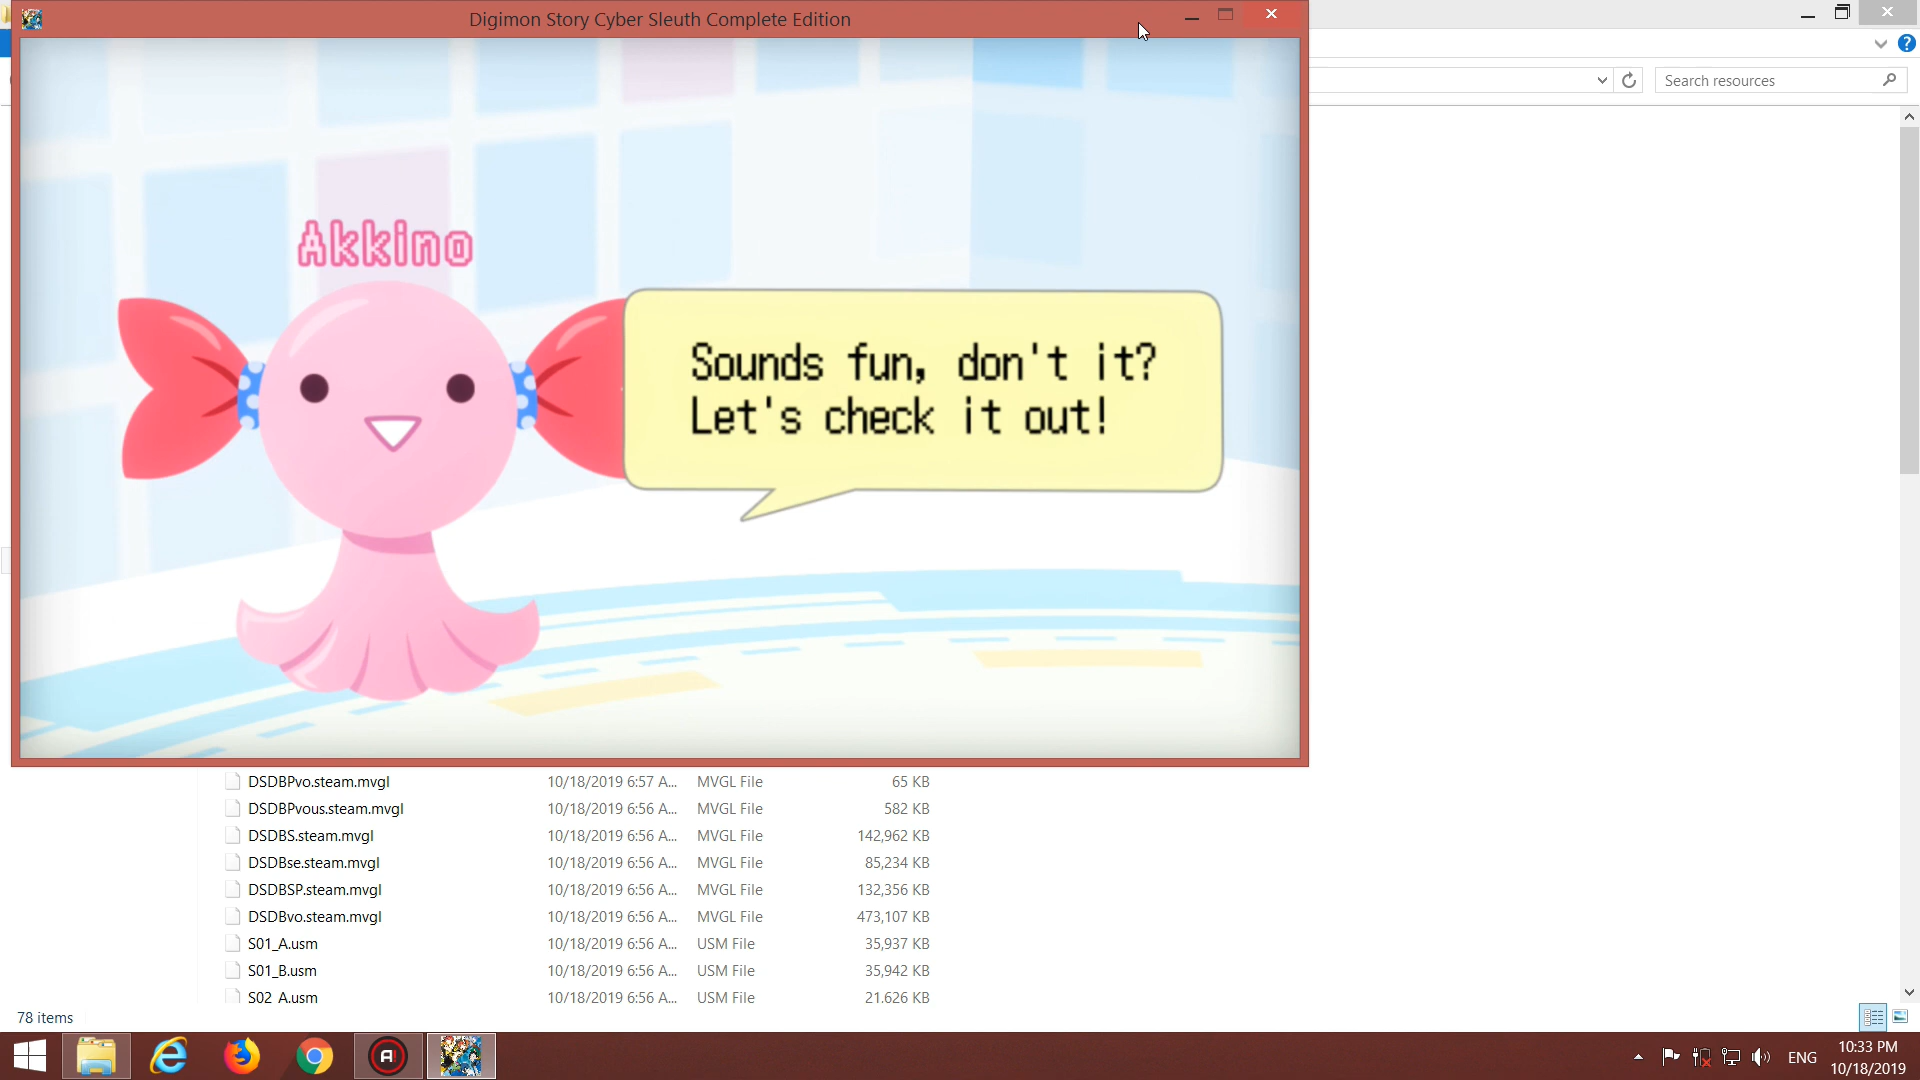 Digimon Story Cyber Sleuth Complete Edition
Search resources
Akkino
Sounds fun, don't it?
Let's check it out!
DSDBPvo.steam.mvgl 10/18/2019 6:57 A... MVGL File 65 KB
DSDBPvous.steam.mvgl 10/18/2019 6:56 A... MVGL File 582 KB
DSDBS.steam.mvgl 10/18/2019 6:56 A... MVGL File 142,962 KB
DSDBse.steam.mvgl 10/18/2019 6:56 A... MVGL File 85,234 KB
DSDBSP.steam.mvgl 10/18/2019 6:56 A... MVGL File 132,356 KB
DSDBvo.steam.mvgl 10/18/2019 6:56 A... MVGL File 473,107 KB
S01_A.usm 10/18/2019 6:56 A... USM File 35,937 KB
S01_B.usm 10/18/2019 6:56 A... USM File 35,942 KB
S02_A.usm 10/18/2019 6:56 A... USM File 21,626 KB
78 items
ENG
10:33 PM
10/18/2019